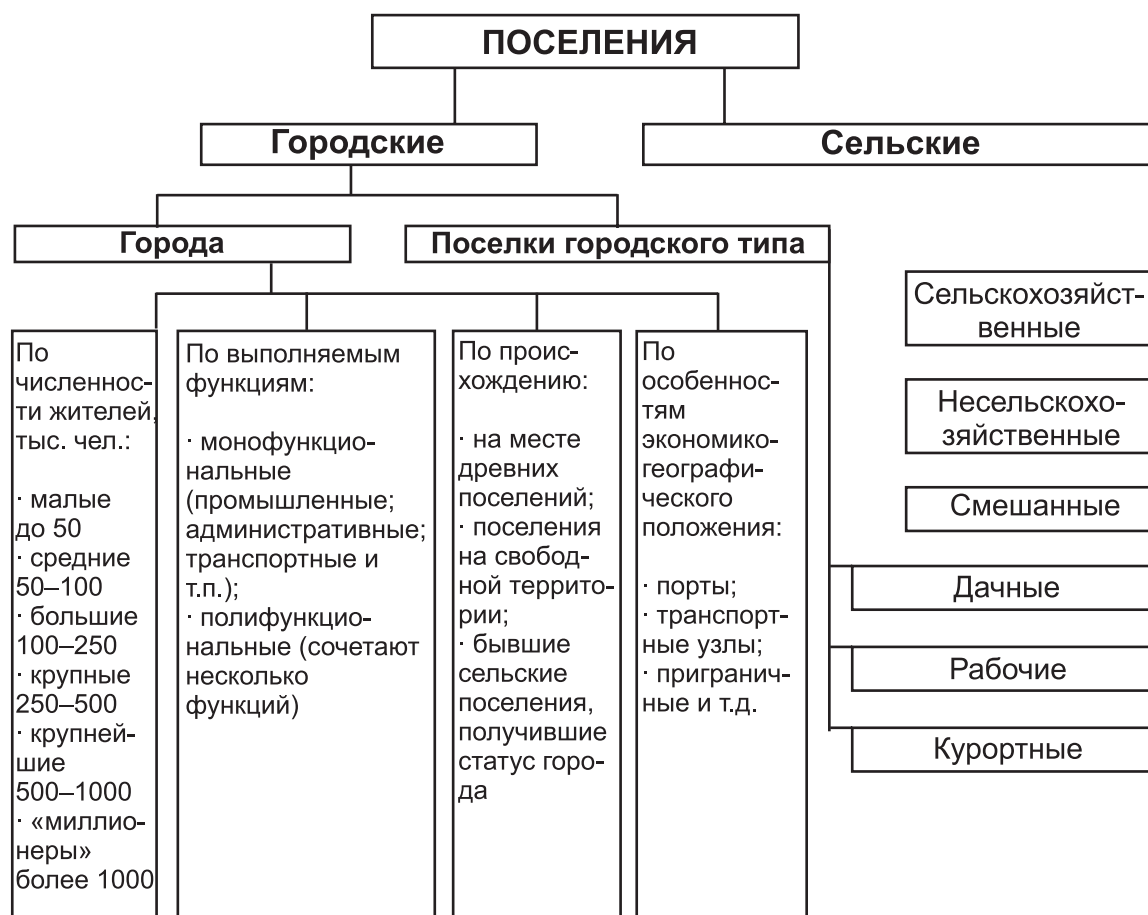 ПОСЕЛЕНИЯ
Городские
Сельские
Города
Поселки городского типа
По
численнос-
ти жителей,
тыс. чел.:
· малые
до 50
· средние
50–100
· большие
100–250
· крупные
250–500
· крупней-
шие
500–1000
· «миллио-
неры»
более 1000
По выполняемым
функциям:
· монофункцио-
нальные
(промышленные;
административные;
транспортные и
т.п.);
· полифункцио-
нальные (сочетают
несколько
функций)
По проис-
хождению:
· на месте
древних
поселений;
· поселения
на свобод-
ной террито-
рии;
· бывшие
сельские
поселения,
получившие
статус горо-
да
По
особеннос-
тям
экономико-
географи-
ческого
положения:
· порты;
· транспорт-
ные узлы;
· пригранич-
ные и т.д.
Сельскохозяйст-
венные
Несельскохо-
зяйственные
Смешанные
Дачные
Рабочие
Курортные